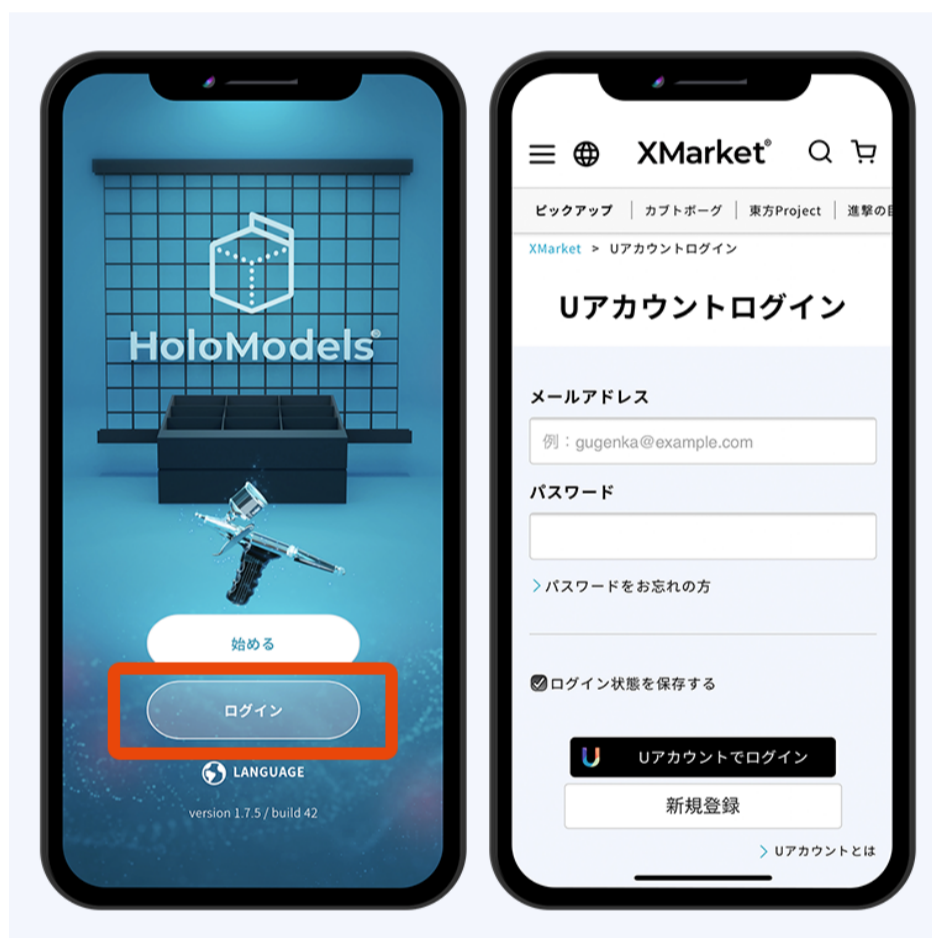 HoloModels®
始める
ログイン
LANGUAGE
version 1.7.5 / build 42
XMarket®
ピックアップ
カブトボーグ
東方Project
進撃の
XMarket > Uアカウントログイン
Uアカウントログイン
メールアドレス
例：gugenka@example.com
パスワード
パスワードをお忘れの方
ログイン状態を保存する
Uアカウントでログイン
新規登録
Uアカウントとは